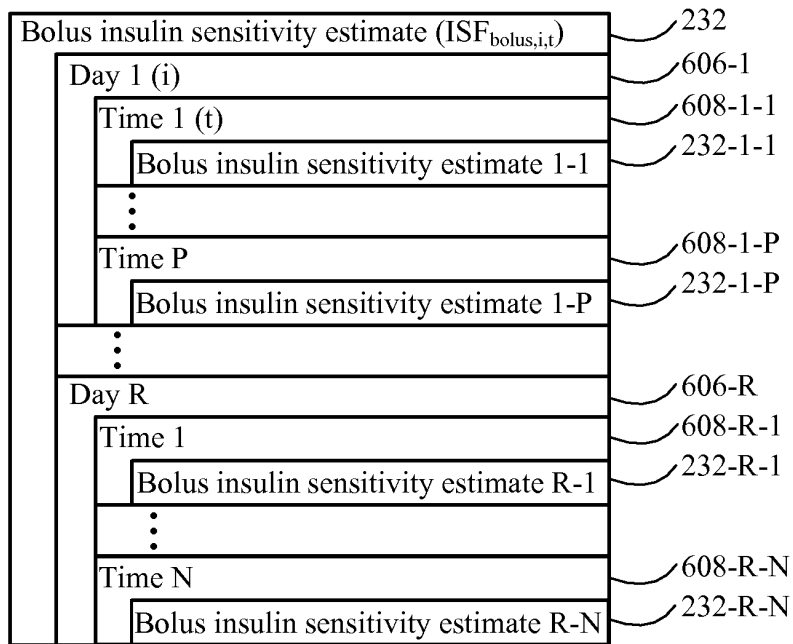 Bolus insulin sensitivity estimate (ISFbolus,i,t) 232
Day 1 (i) 606-1
Time 1 (t) 608-1-1
Bolus insulin sensitivity estimate 1-1 232-1-1
Time P 608-1-P
Bolus insulin sensitivity estimate 1-P 232-1-P
Day R 606-R
Time 1 608-R-1
Bolus insulin sensitivity estimate R-1 232-R-1
Time N 608-R-N
Bolus insulin sensitivity estimate R-N 232-R-N